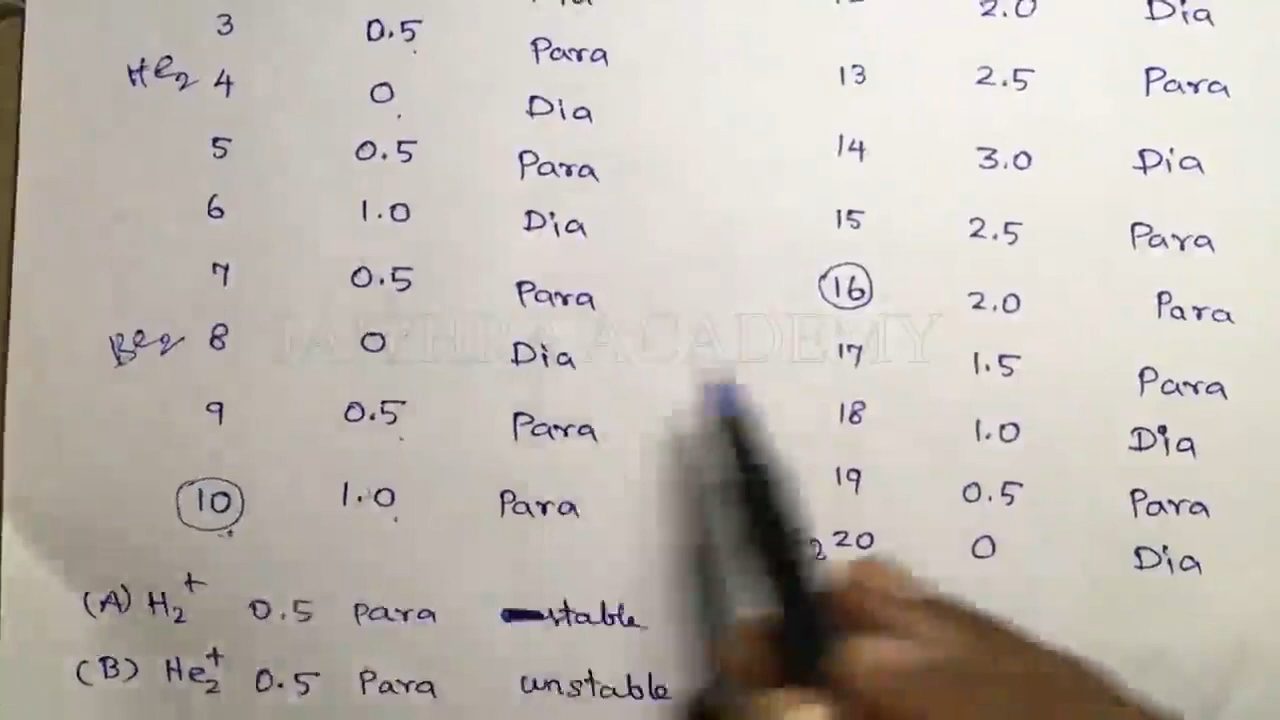 3 0.5 Para
He2 4 0 Dia
5 0.5 Para
6 1.0 Dia
7 0.5 Para
Be2 8 0 Dia
9 0.5 Para
10 1.0 Para
2.0 Dia
13 2.5 Para
14 3.0 Dia
15 2.5 Para
16 2.0 Para
17 1.5 Para
18 1.0 Dia
19 0.5 Para
2 20 0 Dia
(A) H2+ 0.5 Para stable
(B) He2+ 0.5 Para unstable
ACADEMY